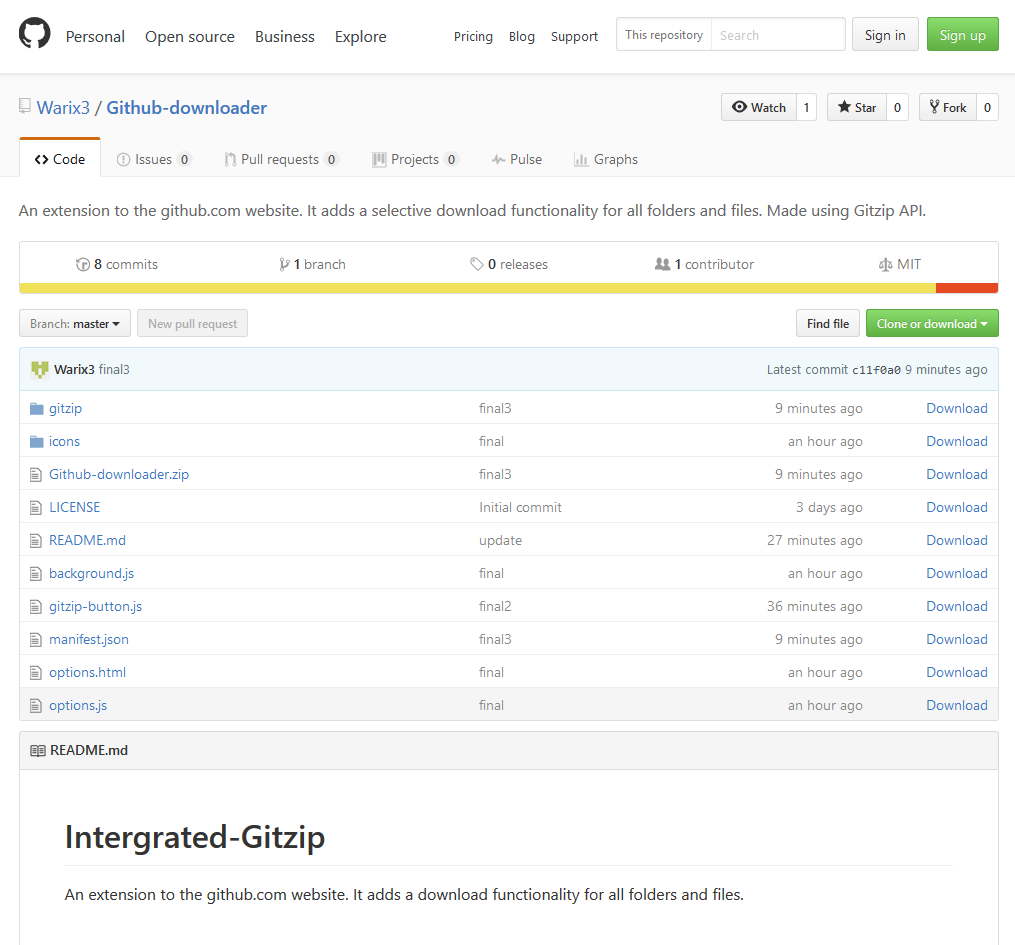 Personal Open source Business Explore Pricing Blog Support This repository Search Sign in Sign up
Warix3 / Github-downloader Watch 1 Star 0 Fork 0
Code Issues 0 Pull requests 0 Projects 0 Pulse Graphs
An extension to the github.com website. It adds a selective download functionality for all folders and files. Made using Gitzip API.
8 commits 1 branch 0 releases 1 contributor MIT
Branch: master New pull request Find file Clone or download
Warix3 final3 Latest commit c11f0a0 9 minutes ago
gitzip final3 9 minutes ago Download
icons final an hour ago Download
Github-downloader.zip final3 9 minutes ago Download
LICENSE Initial commit 3 days ago Download
README.md update 27 minutes ago Download
background.js final an hour ago Download
gitzip-button.js final2 36 minutes ago Download
manifest.json final3 9 minutes ago Download
options.html final an hour ago Download
options.js final an hour ago Download
README.md
Intergrated-Gitzip
An extension to the github.com website. It adds a download functionality for all folders and files.